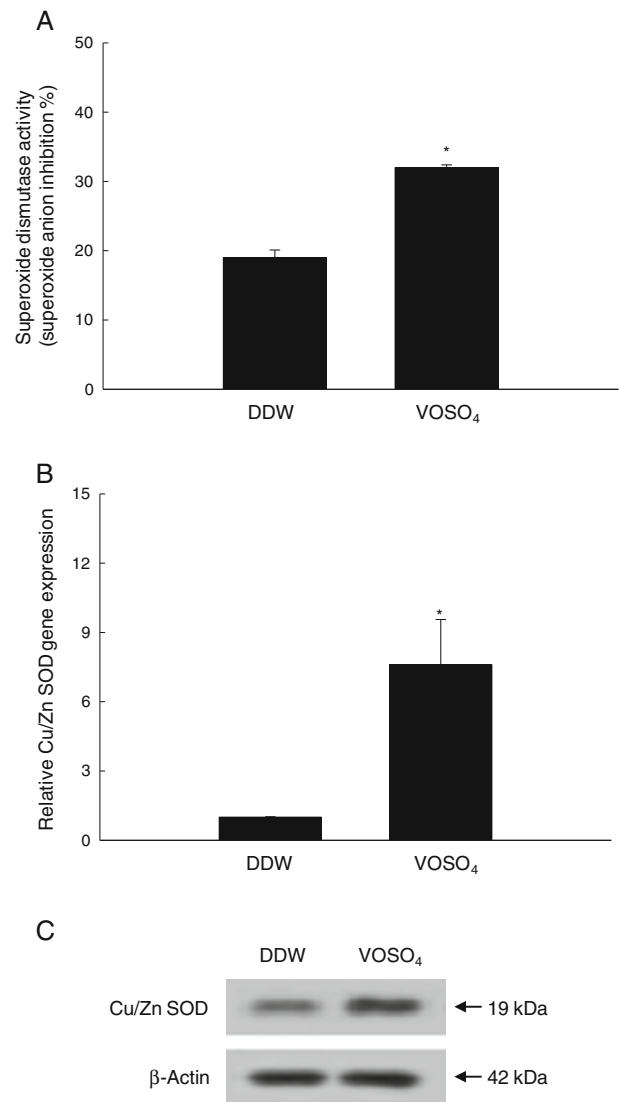 A
50
40
30
20
10
0
Superoxide dismutase activity
(superoxide anion inhibition %)
*
DDW VOSO₄
B
15
12
9
6
3
0
Relative Cu/Zn SOD gene expression
*
DDW VOSO₄
C
DDW VOSO₄
Cu/Zn SOD ← 19 kDa
β-Actin ← 42 kDa